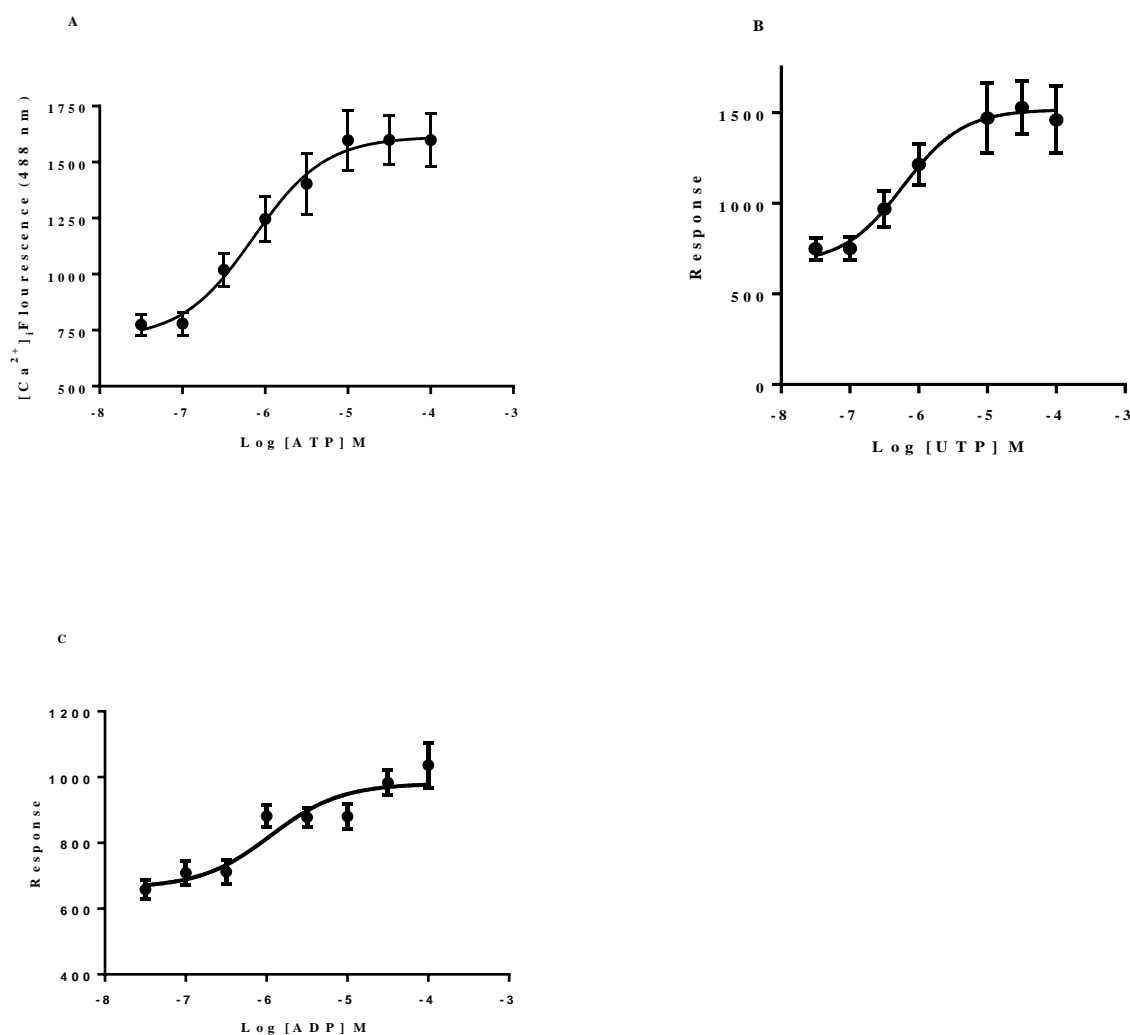 A
[Ca2+]iFlourescence (488 nm)
1750
1500
1250
1000
750
500
-8 -7 -6 -5 -4 -3
Log [ATP] M
B
Response
1500
1000
500
0
-8 -7 -6 -5 -4 -3
Log [UTP] M
C
Response
1200
1000
800
600
400
-8 -7 -6 -5 -4 -3
Log [ADP] M